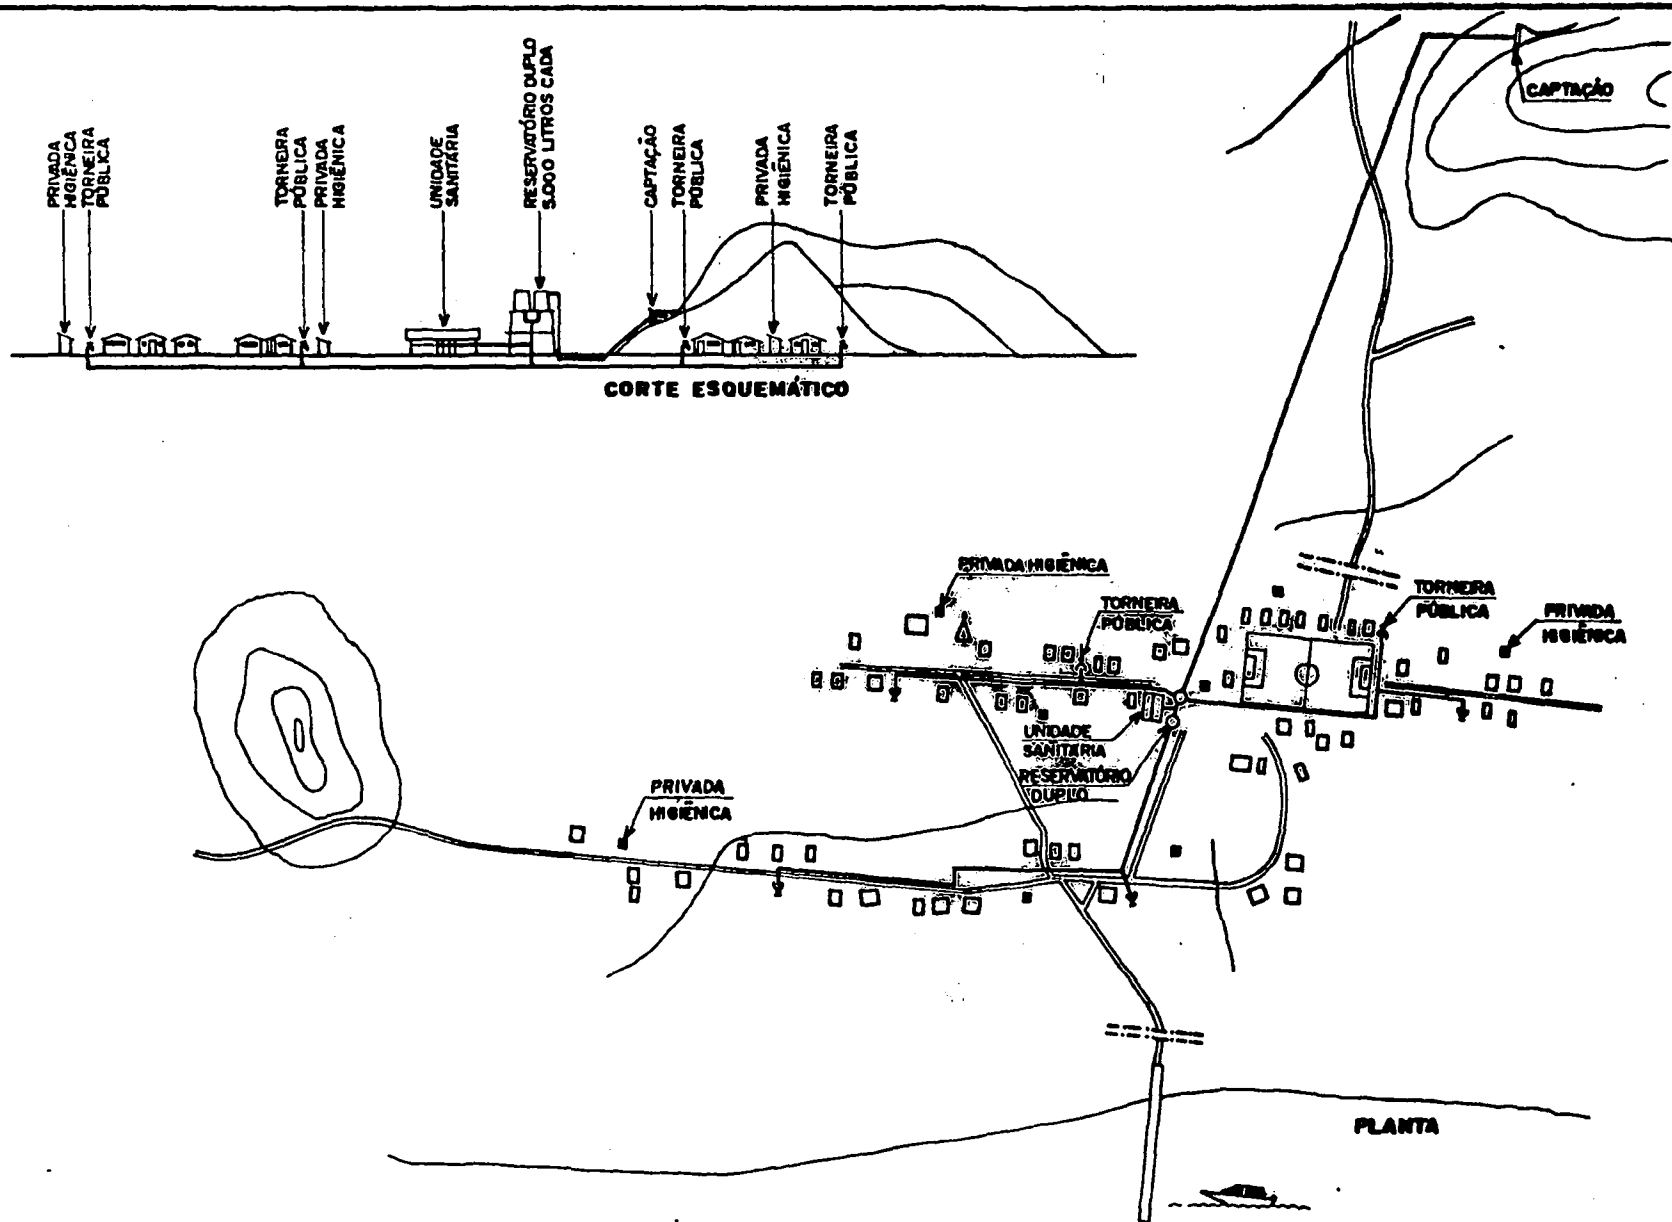 PRIVADA
HIGIÊNICA
TORNEIRA
PÚBLICA
TORNEIRA
PÚBLICA
PRIVADA
HIGIÊNICA
UNIDADE
SANITÁRIA
RESERVATÓRIO DUPLO
5.000 LITROS CADA
CAPTAÇÃO
TORNEIRA
PÚBLICA
PRIVADA
HIGIÊNICA
TORNEIRA
PÚBLICA
CORTE ESQUEMÁTICO
CAPTAÇÃO
PRIVADA HIGIÊNICA
TORNEIRA
PÚBLICA
TORNEIRA
PÚBLICA
PRIVADA
HIGIÊNICA
UNIDADE
SANITÁRIA
RESERVATÓRIO
DUPLO
PRIVADA
HIGIÊNICA
PLANTA